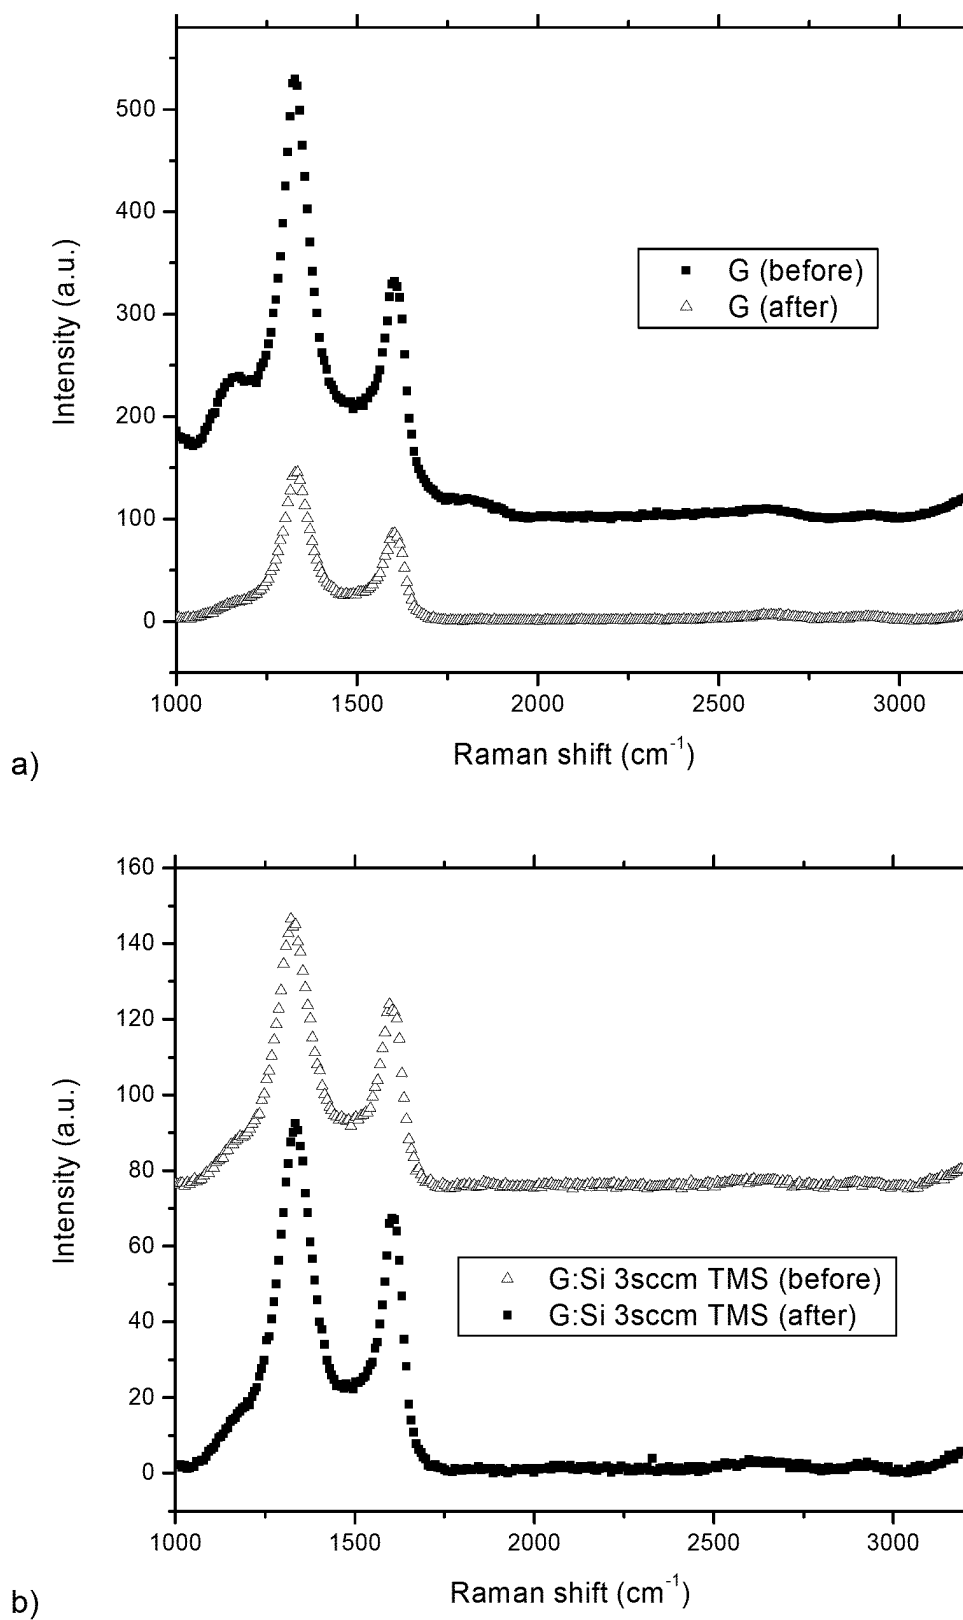 500
400
300
200
100
0
Intensity (a.u.)
■ G (before)
△ G (after)
1000 1500 2000 2500 3000
Raman shift (cm⁻¹)
a)
160
140
120
100
80
60
40
20
0
Intensity (a.u.)
△ G:Si 3sccm TMS (before)
■ G:Si 3sccm TMS (after)
1000 1500 2000 2500 3000
Raman shift (cm⁻¹)
b)